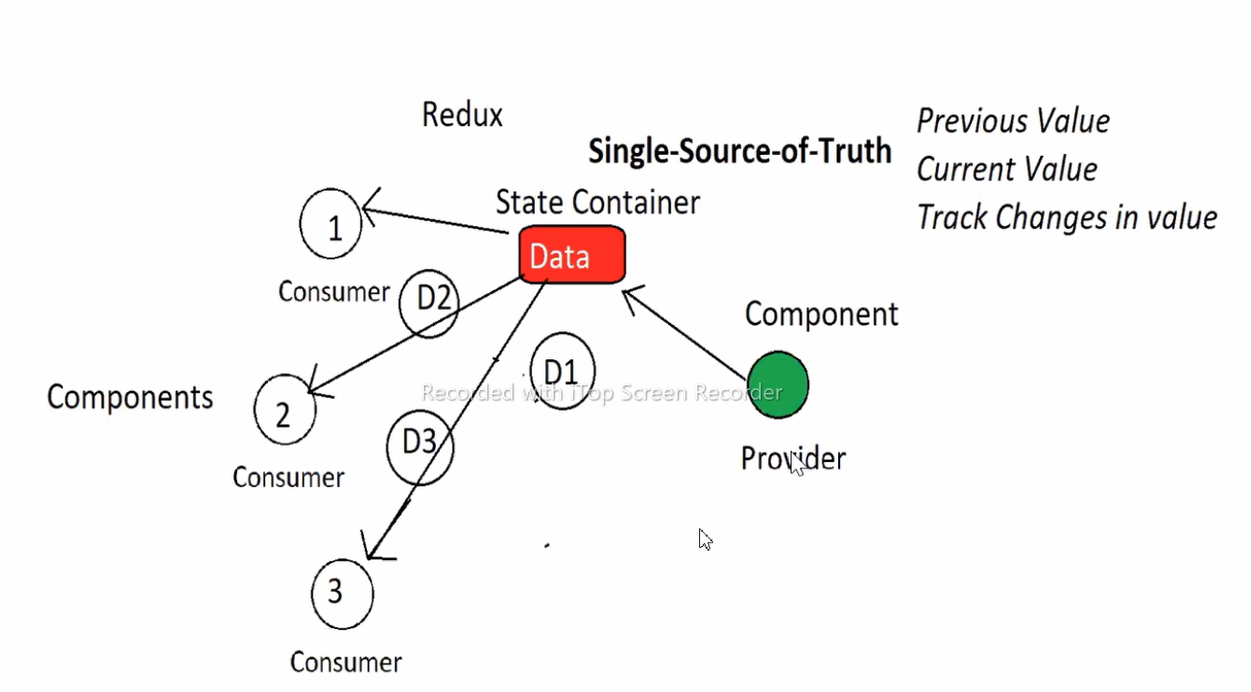 Redux
Single-Source-of-Truth
Previous Value
Current Value
Track Changes in value
State Container
Data
1
Consumer
D2
Component
D1
Recorded with iTop Screen Recorder
Components
2
D3
Provider
Consumer
3
Consumer